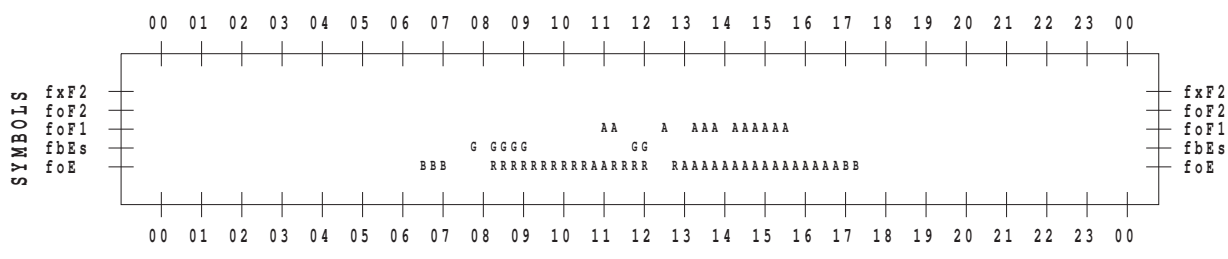 00 01 02 03 04 05 06 07 08 09 10 11 12 13 14 15 16 17 18 19 20 21 22 23 00
SYMBOLS
fxF2 fxF2
foF2 foF2
foF1 AA A AAA AAAAAA foF1
fbEs G GGGG GG fbEs
foE BBB RRRRRRRRRRAARRRR RAAAAAAAAAAAAAAAABB foE
00 01 02 03 04 05 06 07 08 09 10 11 12 13 14 15 16 17 18 19 20 21 22 23 00